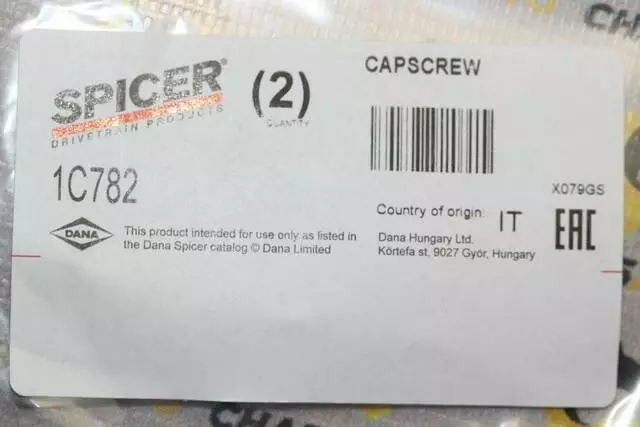 SPICER®
DRIVETRAIN PRODUCTS
(2)
QUANTITY
CAPSCREW
1C782
X079GS
Country of origin: IT
EAC
DANA
This product intended for use only as listed in
the Dana Spicer catalog © Dana Limited
Dana Hungary Ltd.
Körtefa st, 9027 Győr, Hungary